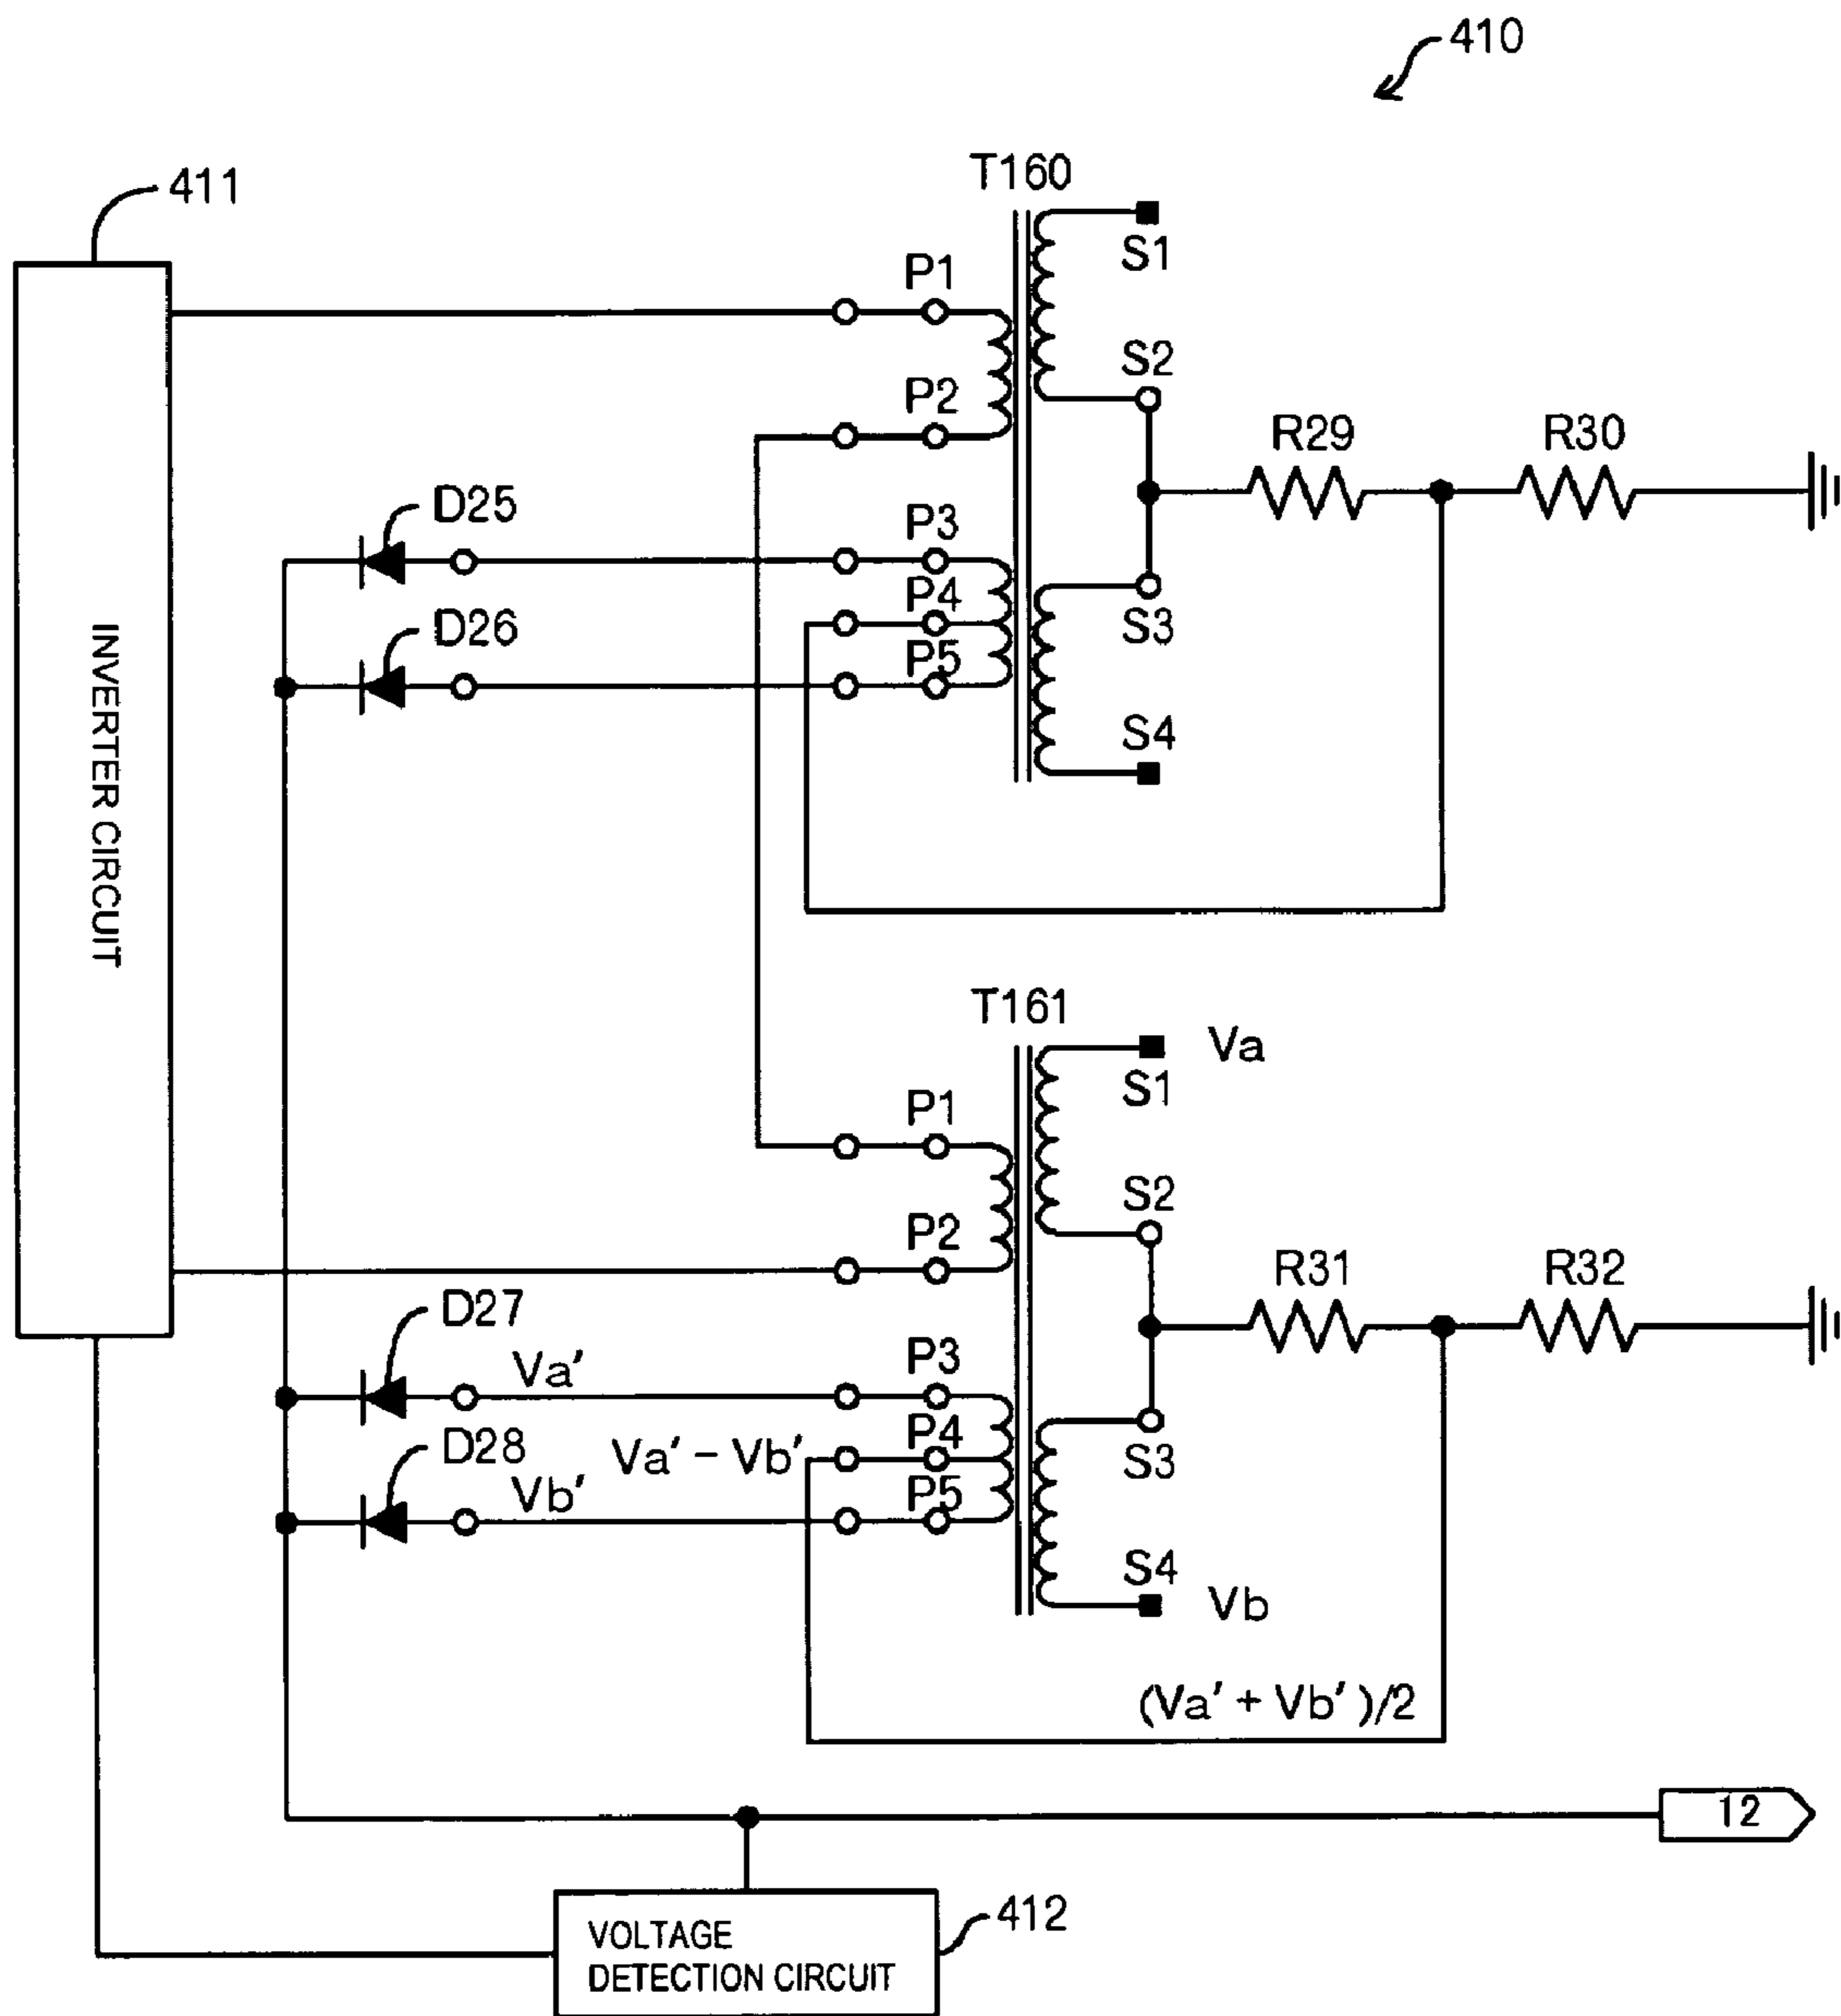 410
411
T160
S1
P1
S2
P2
R29
R30
D25
P3
P4
S3
D26
P5
S4
INVERTER CIRCUIT
T161
Va
S1
P1
S2
P2
R31
R32
D27
Va'
P3
D28
Va' - Vb'
P4
S3
Vb'
P5
S4
Vb
(Va' + Vb')/2
12
412
VOLTAGE
DETECTION CIRCUIT